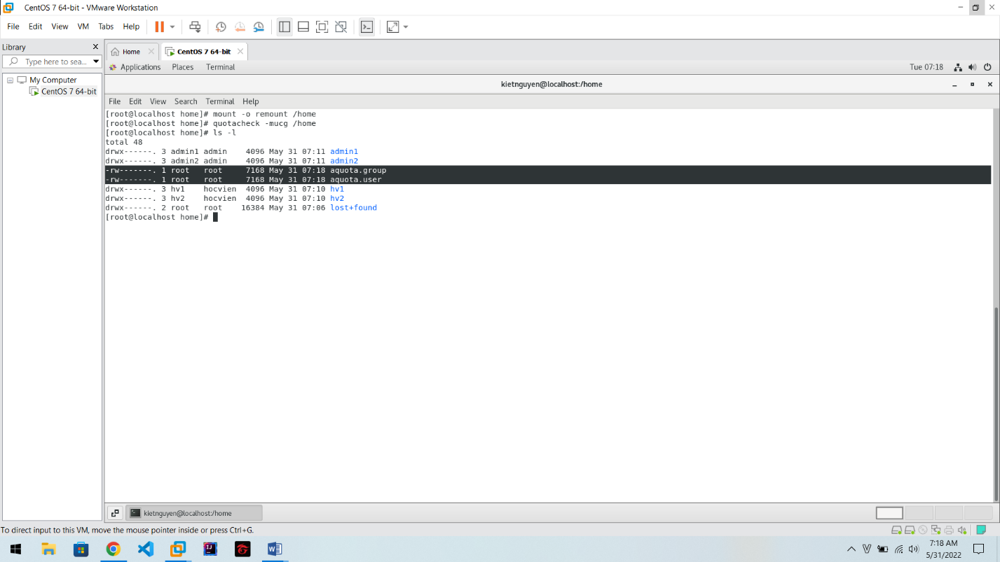 CentOS 7 64-bit - VMware Workstation
File Edit View VM Tabs Help
Library
Type here to sea...
My Computer
CentOS 7 64-bit
Home
CentOS 7 64-bit
Applications Places Terminal
Tue 07:18
kietnguyen@localhost:/home
File Edit View Search Terminal Help
[root@localhost home]# mount -o remount /home
[root@localhost home]# quotacheck -mucg /home
[root@localhost home]# ls -l
total 48
drwx------. 3 admin1 admin 4096 May 31 07:11 admin1
drwx------. 3 admin2 admin 4096 May 31 07:11 admin2
-rw-------. 1 root root 7168 May 31 07:18 aquota.group
-rw-------. 1 root root 7168 May 31 07:18 aquota.user
drwx------. 3 hv1 hocvien 4096 May 31 07:10 hv1
drwx------. 3 hv2 hocvien 4096 May 31 07:10 hv2
drwx------. 2 root root 16384 May 31 07:06 lost+found
[root@localhost home]#
kietnguyen@localhost:/home
To direct input to this VM, move the mouse pointer inside or press Ctrl+G.
7:18 AM
5/31/2022